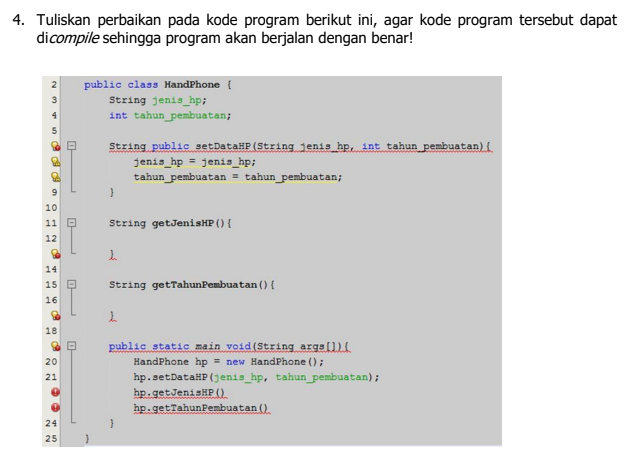 4. Tuliskan perbaikan pada kode program berikut ini, agar kode program tersebut dapat
dicompile sehingga program akan berjalan dengan benar!
2 public class HandPhone {
3 String jenis_hp;
4 int tahun_pembuatan;
5
String public setDataHP(String jenis_hp, int tahun_pembuatan){
jenis_hp = jenis_hp;
tahun_pembuatan = tahun_pembuatan;
9 }
10
11 String getJenisHP(){
12
}
14
15 String getTahunPembuatan(){
16
}
18
public static main void(String args[]){
20 HandPhone hp = new HandPhone();
21 hp.setDataHP(jenis_hp, tahun_pembuatan);
hp.getJenisHP()
hp.getTahunPembuatan()
24 }
25 }